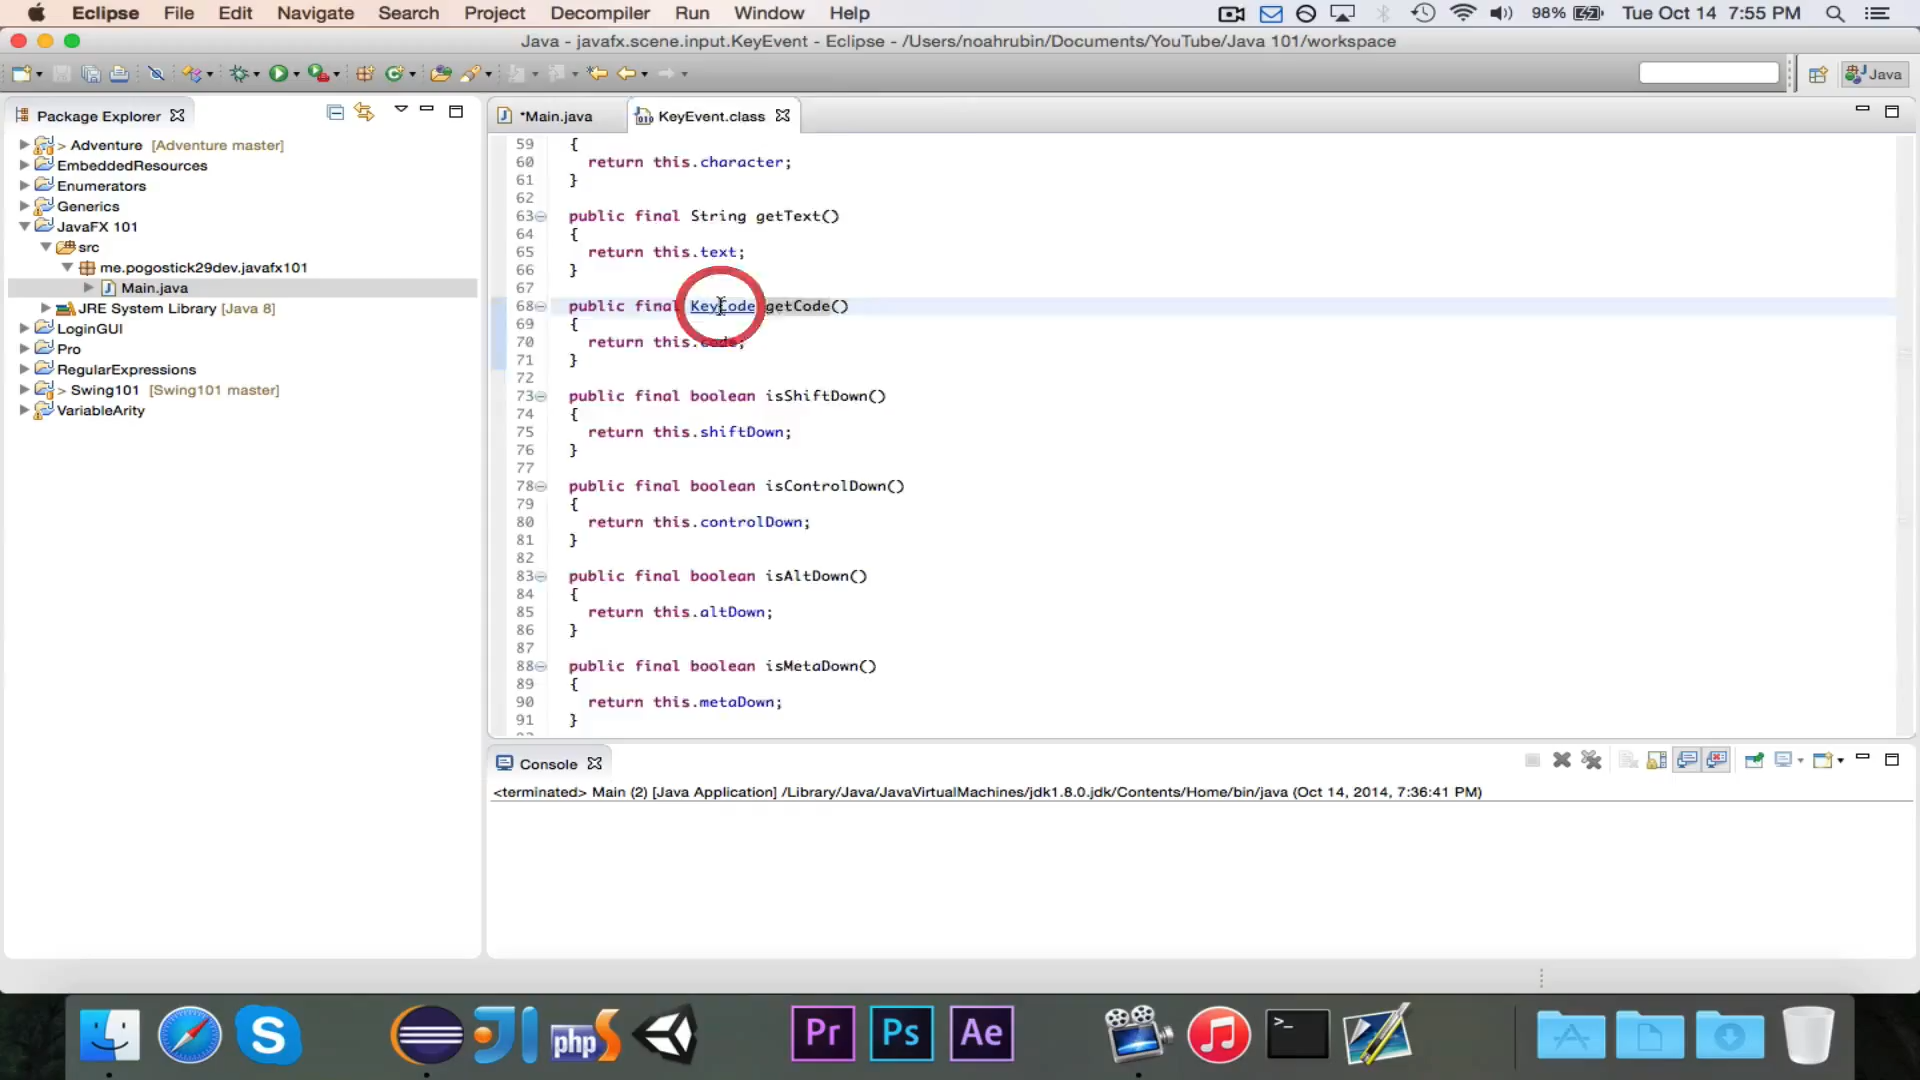 Eclipse File Edit Navigate Search Project Decompiler Run Window Help 98% Tue Oct 14 7:55 PM
Java - javafx.scene.input.KeyEvent - Eclipse - /Users/noahrubin/Documents/YouTube/Java 101/workspace
Java
Package Explorer
> Adventure [Adventure master]
EmbeddedResources
Enumerators
Generics
JavaFX 101
src
me.pogostick29dev.javafx101
Main.java
JRE System Library [Java 8]
LoginGUI
Pro
RegularExpressions
> Swing101 [Swing101 master]
VariableArity
*Main.java KeyEvent.class
59 {
60 return this.character;
61 }
62
63 public final String getText()
64 {
65 return this.text;
66 }
67
68 public final KeyCode getCode()
69 {
70 return this.code;
71 }
72
73 public final boolean isShiftDown()
74 {
75 return this.shiftDown;
76 }
77
78 public final boolean isControlDown()
79 {
80 return this.controlDown;
81 }
82
83 public final boolean isAltDown()
84 {
85 return this.altDown;
86 }
87
88 public final boolean isMetaDown()
89 {
90 return this.metaDown;
91 }
Console
<terminated> Main (2) [Java Application] /Library/Java/JavaVirtualMachines/jdk1.8.0.jdk/Contents/Home/bin/java (Oct 14, 2014, 7:36:41 PM)
S JI php S Pr Ps Ae >_